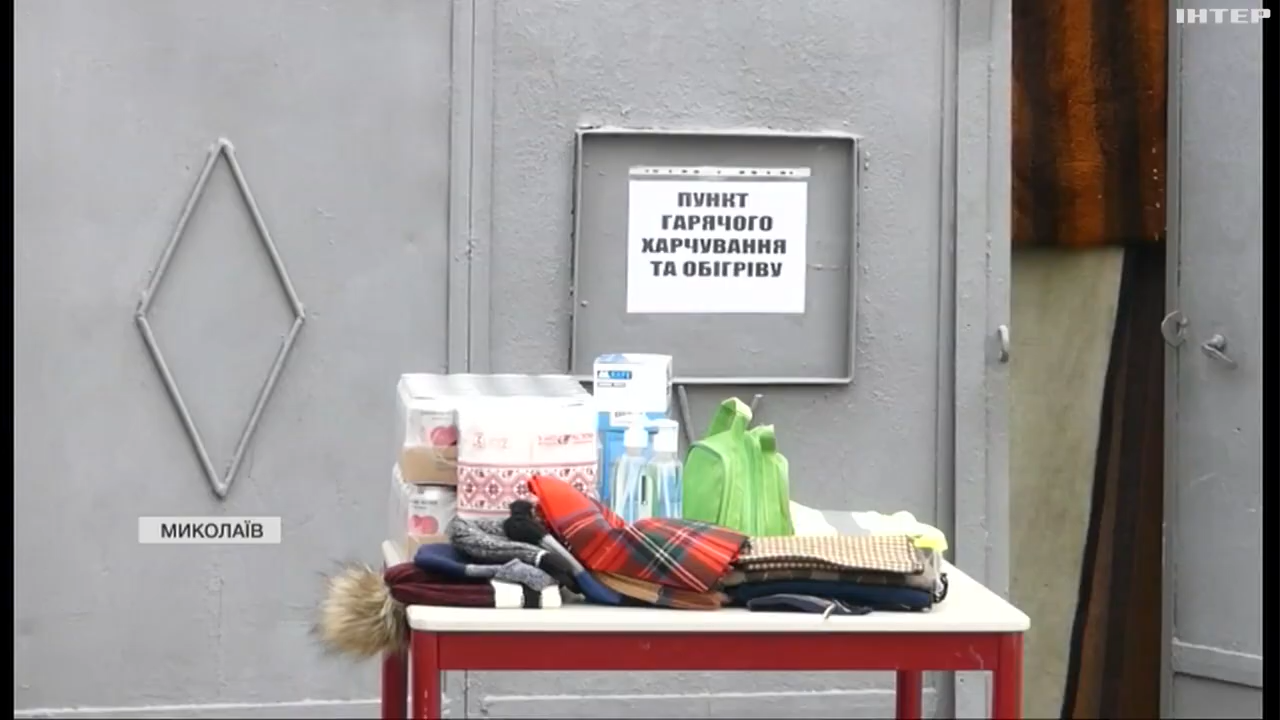 ІНТЕР
ПУНКТ
ГАРЯЧОГО
ХАРЧУВАННЯ
ТА ОБІГРІВУ
МИКОЛАЇВ